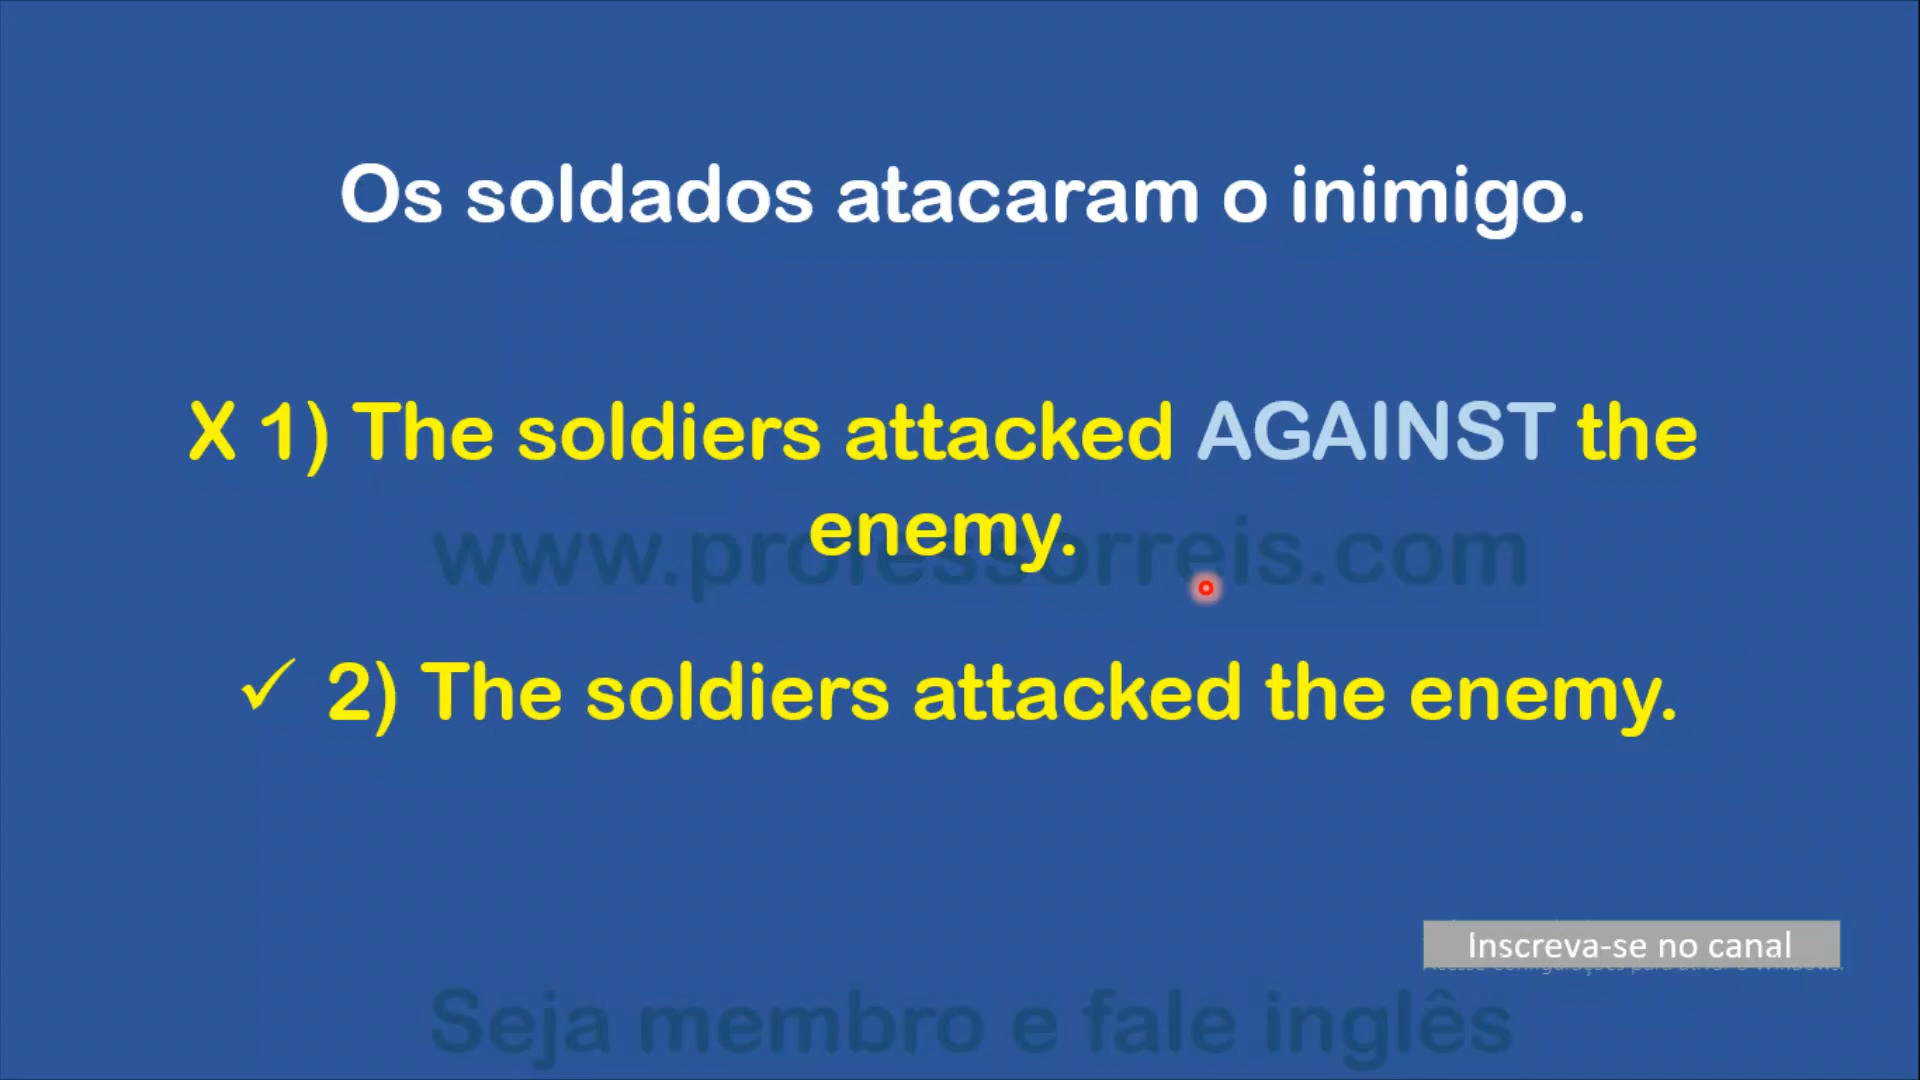 Os soldados atacaram o inimigo.
X 1) The soldiers attacked AGAINST the
enemy.
www.professorreis.com
✓ 2) The soldiers attacked the enemy.
Inscreva-se no canal
Seja membro e fale inglês